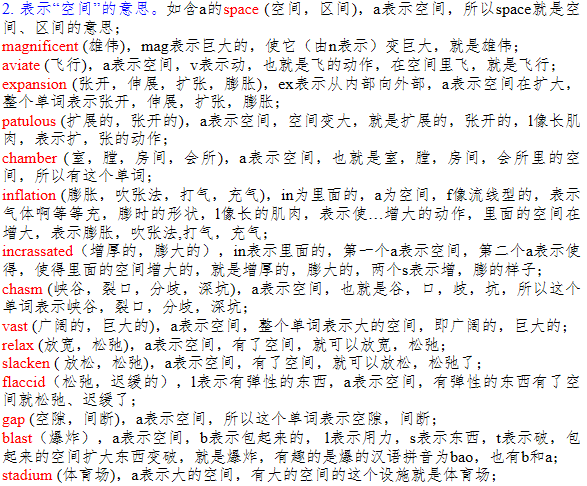 2. 表示“空间”的意思。如含a的space (空间，区间)，a表示空间，所以space就是空
间、区间的意思；
magnificent (雄伟)，mag表示巨大的，使它（由n表示）变巨大，就是雄伟；
aviate (飞行)，a表示空间，v表示动，也就是飞的动作，在空间里飞，就是飞行；
expansion (张开，伸展，扩张，膨胀)，ex表示从内部向外部，a表示空间在扩大，
整个单词表示张开，伸展，扩张，膨胀；
patulous (扩展的，张开的)，a表示空间，空间变大，就是扩展的，张开的，l像长肌
肉，表示扩，张的动作；
chamber (室，膛，房间，会所)，a表示空间，也就是室，膛，房间，会所里的空
间，所以有这个单词；
inflation (膨胀，吹张法，打气，充气)，in为里面的，a为空间，f像流线型的，表示
气体啊等等充，膨时的形状，l像长的肌肉，表示使…增大的动作，里面的空间在
增大，表示膨胀，吹张法,打气，充气；
incrassated（增厚的，膨大的），in表示里面的，第一个a表示空间，第二个a表示使
得，使得里面的空间增大的，就是增厚的，膨大的，两个s表示增，膨的样子；
chasm (峡谷，裂口，分歧，深坑)，a表示空间，也就是谷，口，歧，坑，所以这个
单词表示峡谷，裂口，分歧，深坑；
vast (广阔的，巨大的)，a表示空间，整个单词表示大的空间，即广阔的，巨大的；
relax (放宽，松弛)，a表示空间，有了空间，就可以放宽，松弛；
slacken ( 放松，松弛)，a表示空间，有了空间，就可以放松，松弛了；
flaccid（松弛，迟缓的），l表示有弹性的东西，a表示空间，有弹性的东西有了空
间就松弛、迟缓了；
gap (空隙，间断)，a表示空间，所以这个单词表示空隙，间断；
blast（爆炸），a表示空间，b表示包起来的， l表示用力，s表示东西，t表示破，包
起来的空间扩大东西变破，就是爆炸，有趣的是爆的汉语拼音为bao，也有b和a；
stadium (体育场)，a表示大的空间，有大的空间的这个设施就是体育场；